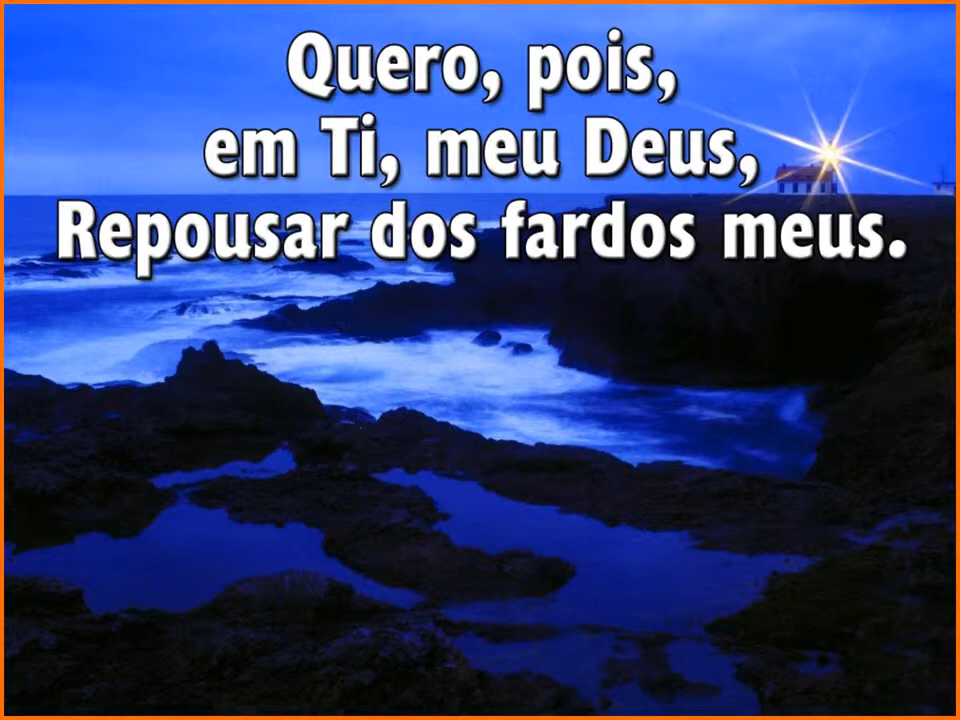 Quero, pois,
em Ti, meu Deus,
Repousar dos fardos meus.